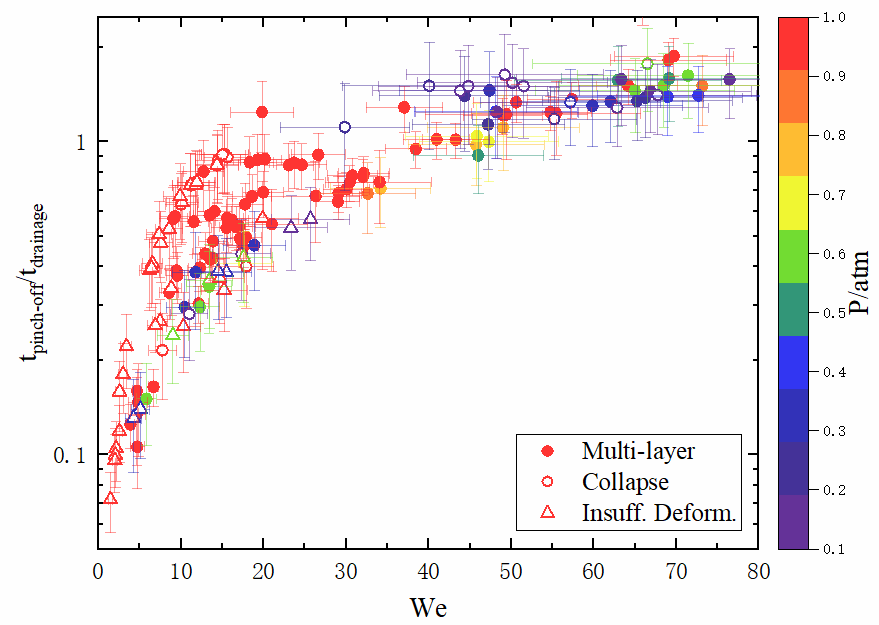 1
0.1
t_pinch-off/t_drainage
0 10 20 30 40 50 60 70 80
We
Multi-layer
Collapse
Insuff. Deform.
1.0
0.9
0.8
0.7
0.6
0.5
0.4
0.3
0.2
0.1
P/atm